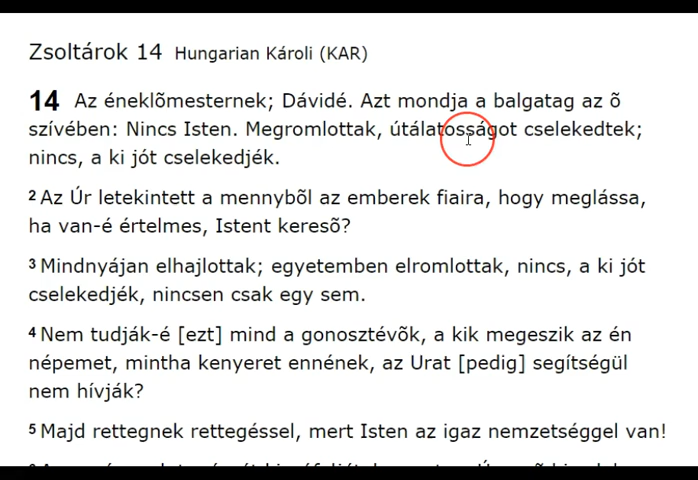 Zsoltárok 14 Hungarian Károli (KAR)
14 Az éneklõmesternek; Dávidé. Azt mondja a balgatag az õ
szívében: Nincs Isten. Megromlottak, útálatosságot cselekedtek;
nincs, a ki jót cselekedjék.
2 Az Úr letekintett a mennybõl az emberek fiaira, hogy meglássa,
ha van-é értelmes, Istent keresõ?
3 Mindnyájan elhajlottak; egyetemben elromlottak, nincs, a ki jót
cselekedjék, nincsen csak egy sem.
4 Nem tudják-é [ezt] mind a gonosztévõk, a kik megeszik az én
népemet, mintha kenyeret ennének, az Urat [pedig] segítségül
nem hívják?
5 Majd rettegnek rettegéssel, mert Isten az igaz nemzetséggel van!